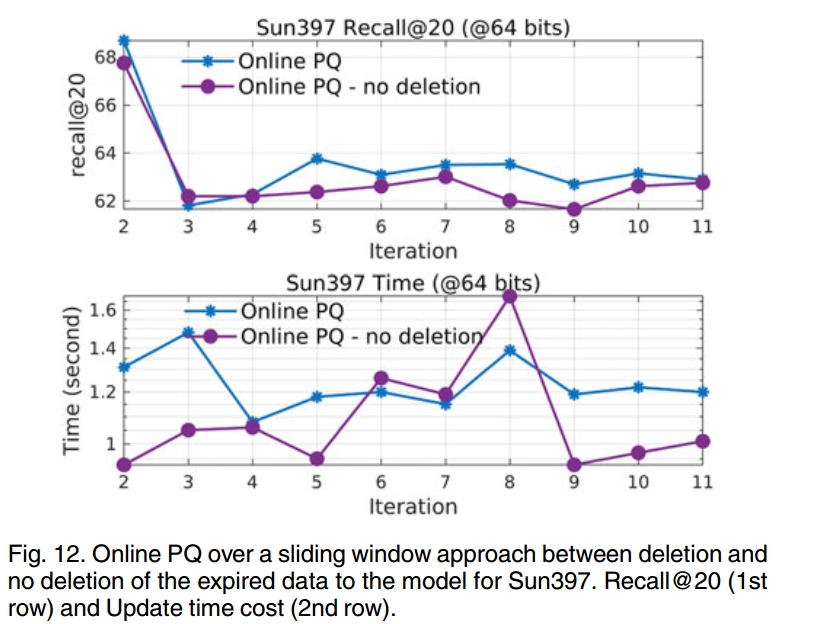 Sun397 Recall@20 (@64 bits)
68
66
64
62
recall@20
Online PQ
Online PQ - no deletion
2 3 4 5 6 7 8 9 10 11
Iteration
Sun397 Time (@64 bits)
1.6
1.4
1.2
1
Time (second)
Online PQ
Online PQ - no deletion
2 3 4 5 6 7 8 9 10 11
Iteration
Fig. 12. Online PQ over a sliding window approach between deletion and
no deletion of the expired data to the model for Sun397. Recall@20 (1st
row) and Update time cost (2nd row).